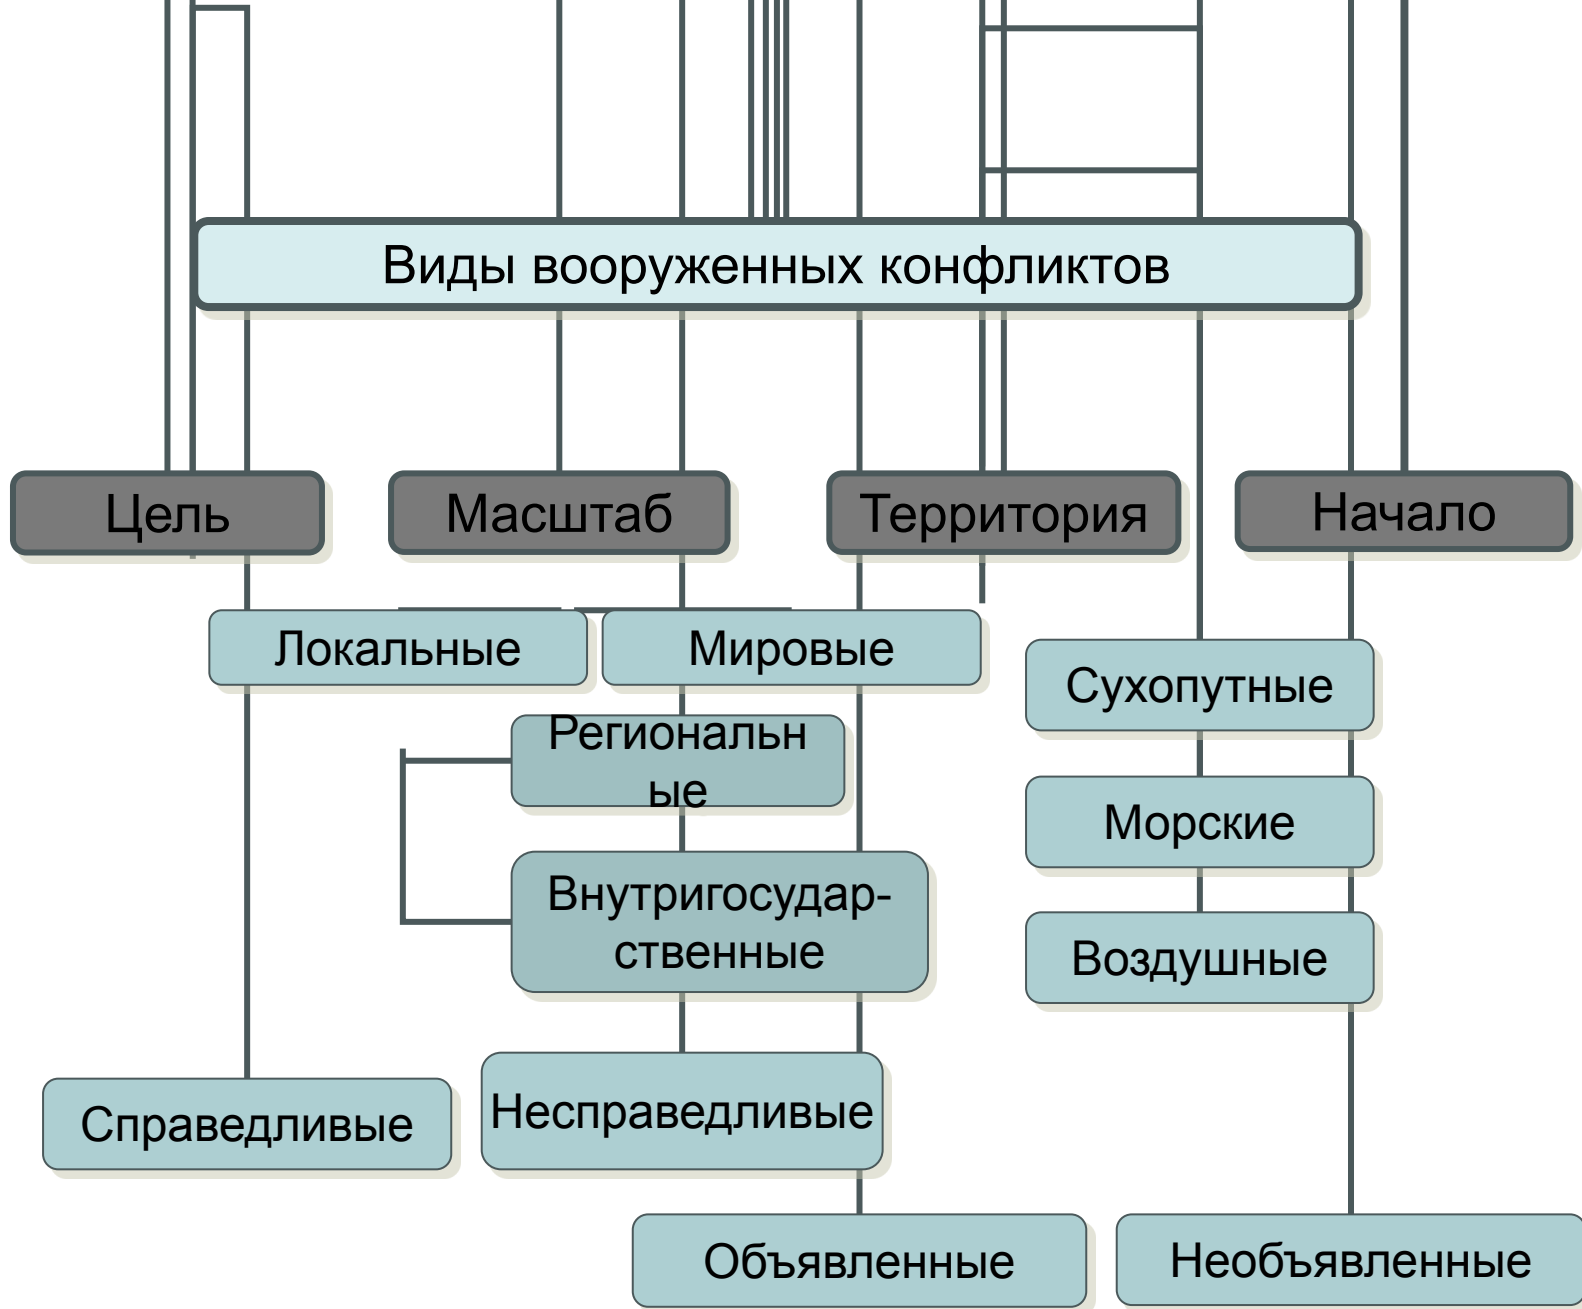 Виды вооруженных конфликтов
Цель
Масштаб
Территория
Начало
Локальные
Мировые
Сухопутные
Региональн
ые
Морские
Внутригосудар-
ственные
Воздушные
Справедливые
Несправедливые
Объявленные
Необъявленные